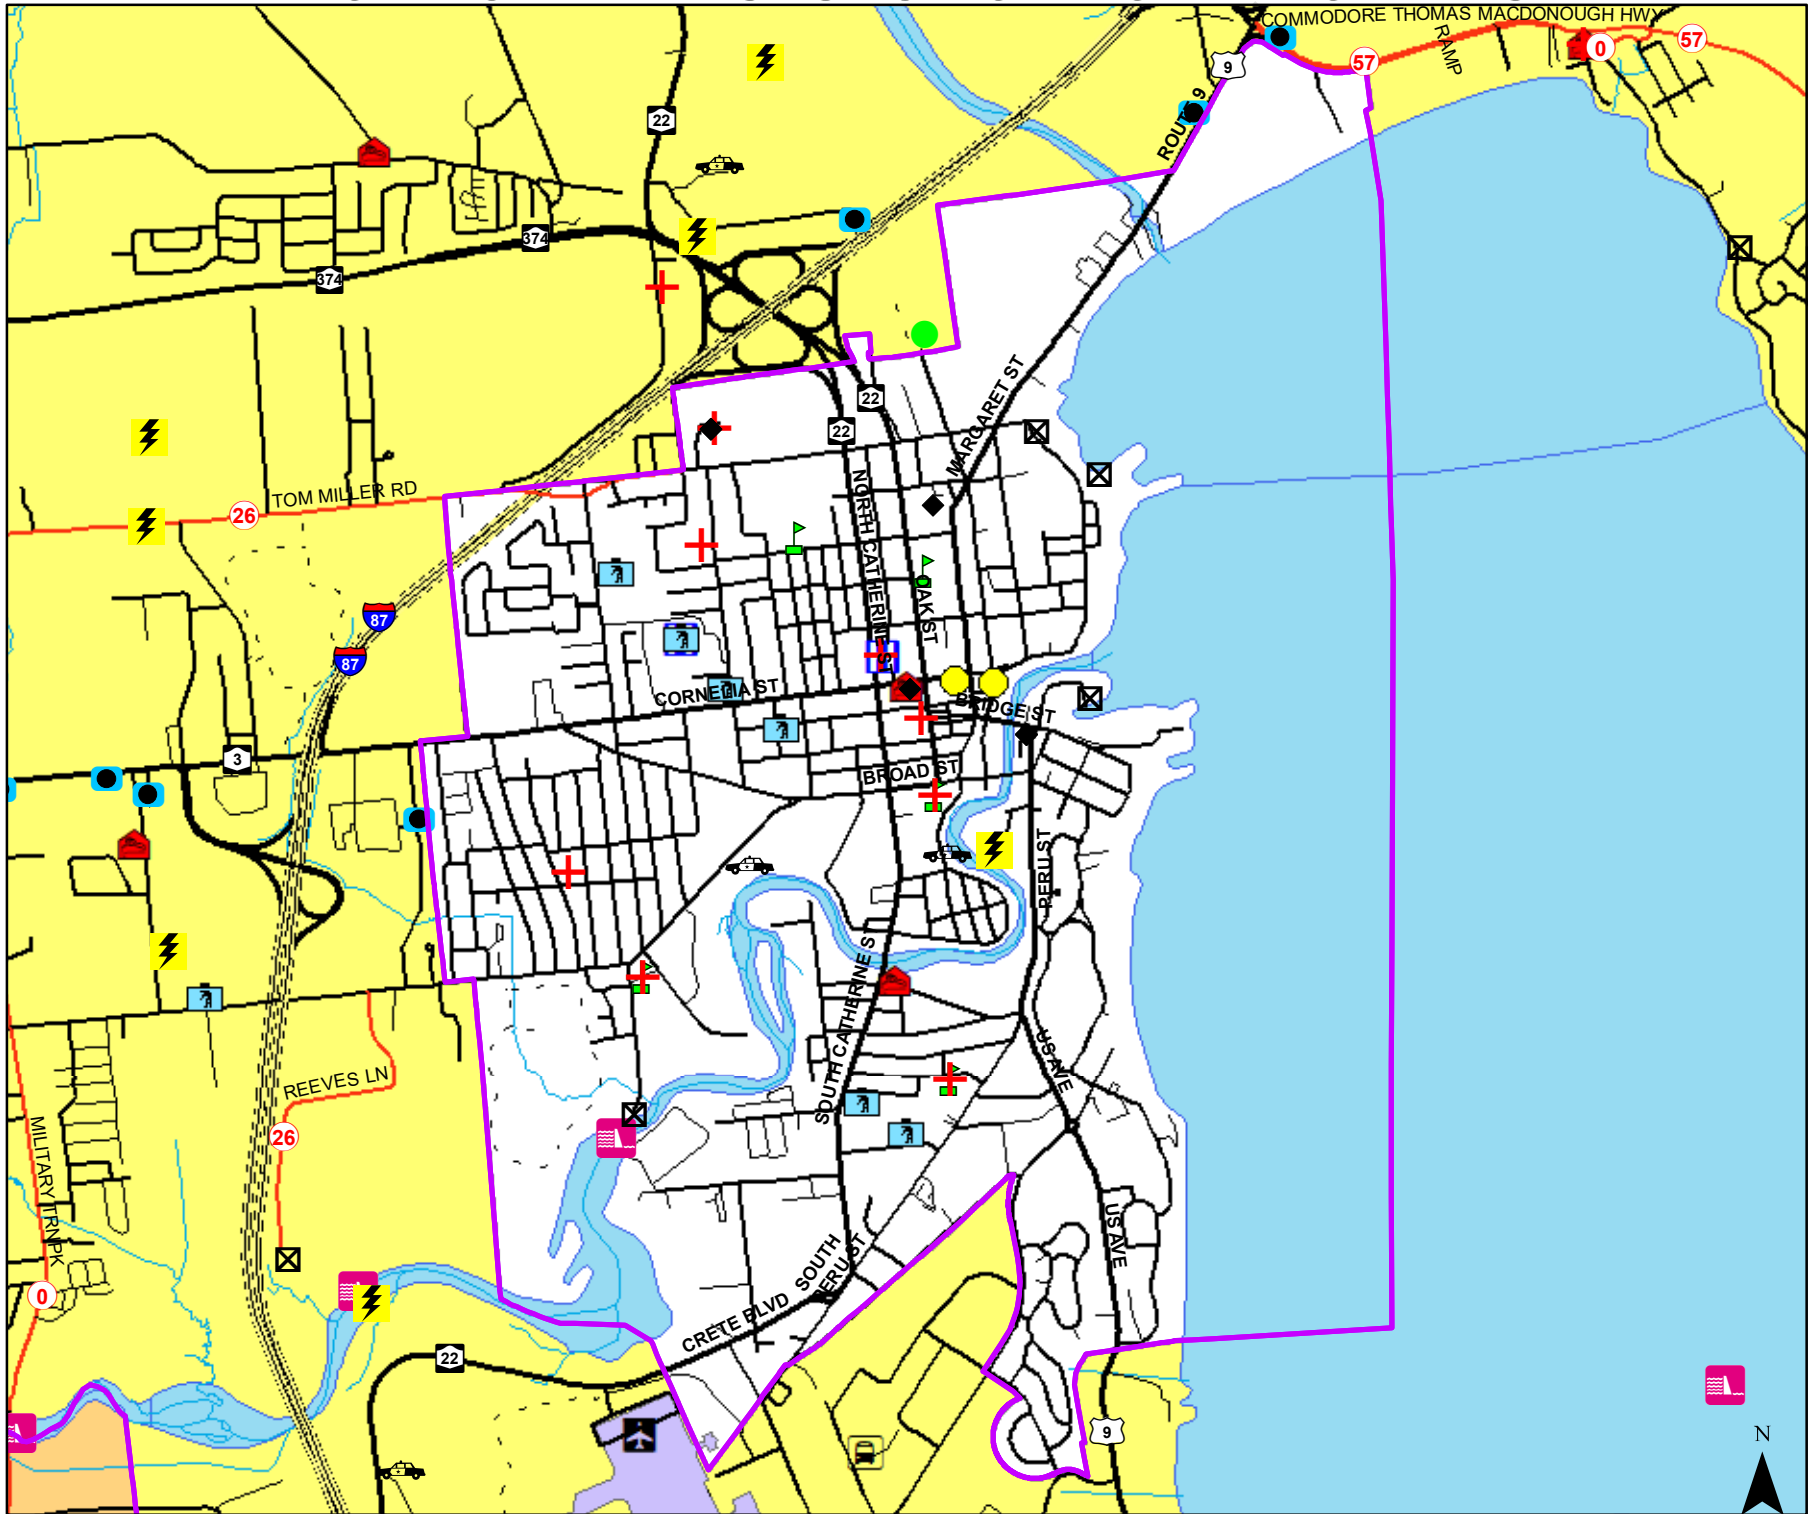 COMMODORE THOMAS MACDONOUGH HWY
RAMP
57
0
57
9
ROUTE 9
22
374
374
MARGARET ST
22
22
TOM MILLER RD
26
NORTH CATHERINE ST
OAK ST
87
87
CORNELIA ST
BRIDGE ST
3
BROAD ST
PERU ST
SOUTH CATHERINE ST
US AVE
REEVES LN
26
MILITARY TRNPK
US AVE
SOUTH
PERU ST
0
CRETE BLVD
22
9
N